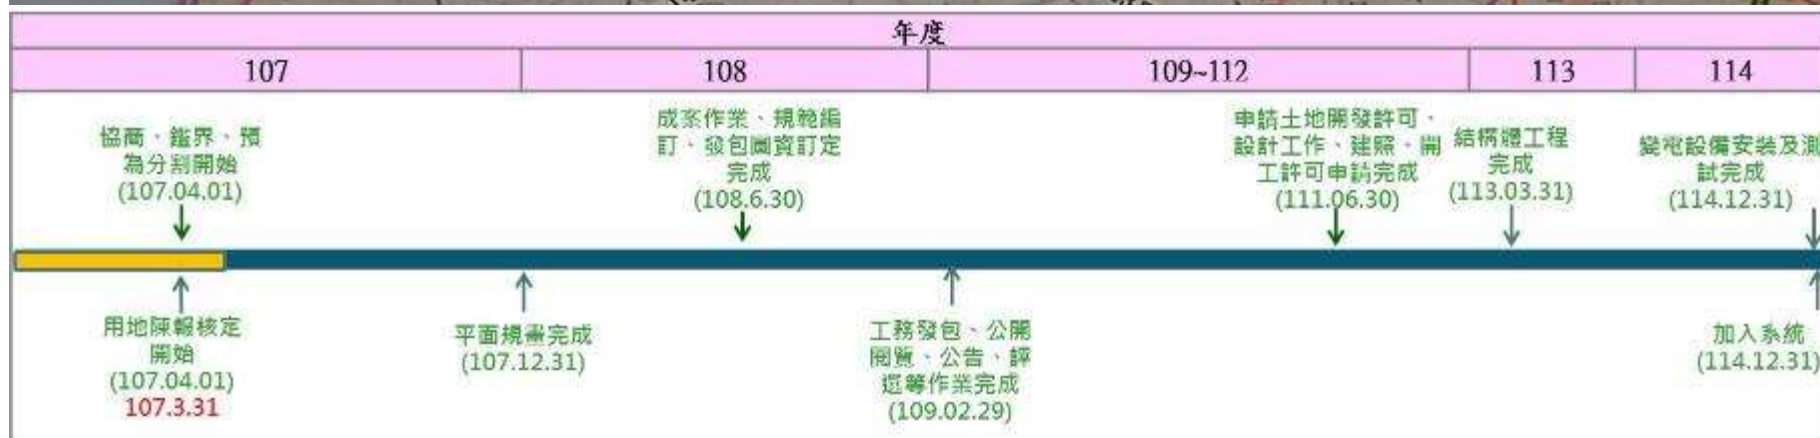 年度
107
108
109~112
113
114
協商、鑑界、預
為分割開始
(107.04.01)
成案作業、規範編
訂、發包圖資訂定
完成
(108.6.30)
申請土地開發許可、
設計工作、建照、開
工許可申請完成
(111.06.30)
結構體工程
完成
(113.03.31)
變電設備安裝及測
試完成
(114.12.31)
用地陳報核定
開始
(107.04.01)
107.3.31
平面規畫完成
(107.12.31)
工務發包、公開
閱覽、公告、評
選等作業完成
(109.02.29)
加入系統
(114.12.31)